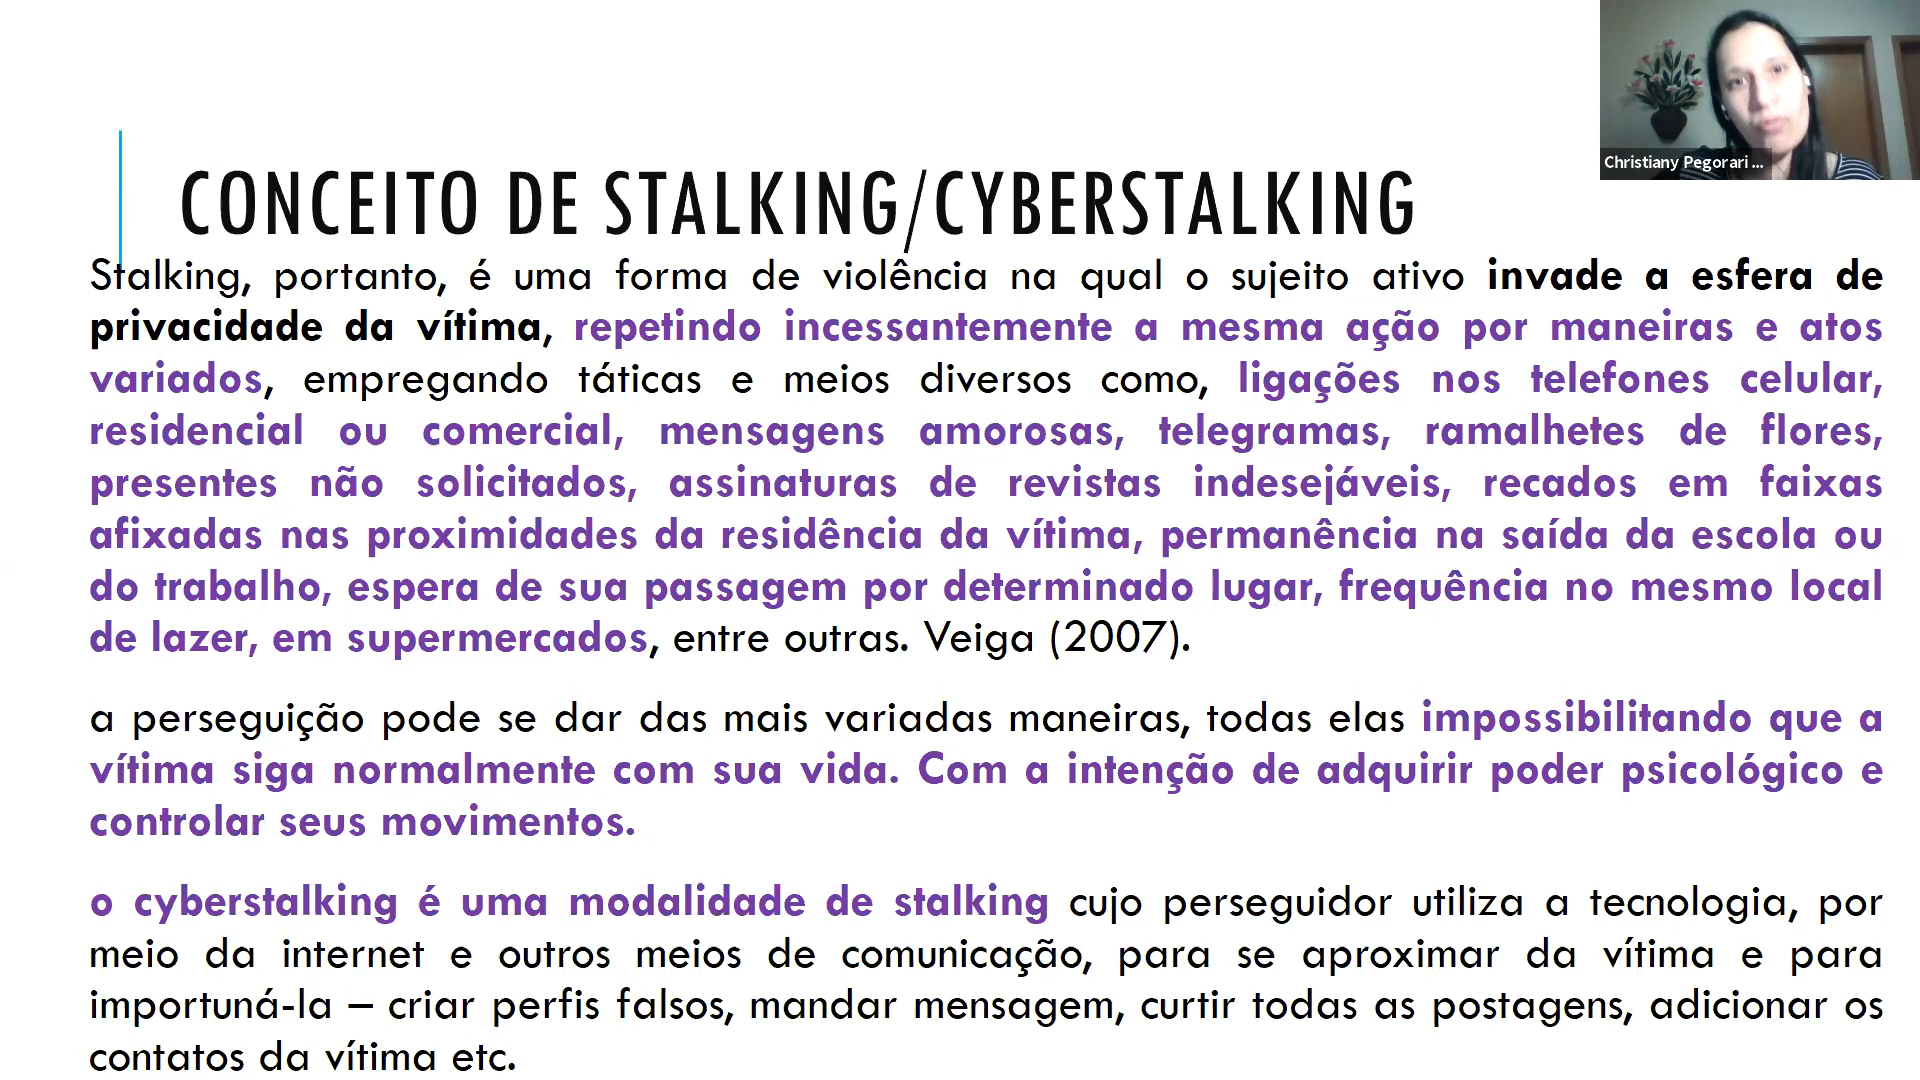 Christiany Pegorari ...
CONCEITO DE STALKING/CYBERSTALKING
Stalking, portanto, é uma forma de violência na qual o sujeito ativo invade a esfera de
privacidade da vítima, repetindo incessantemente a mesma ação por maneiras e atos
variados, empregando táticas e meios diversos como, ligações nos telefones celular,
residencial ou comercial, mensagens amorosas, telegramas, ramalhetes de flores,
presentes não solicitados, assinaturas de revistas indesejáveis, recados em faixas
afixadas nas proximidades da residência da vítima, permanência na saída da escola ou
do trabalho, espera de sua passagem por determinado lugar, frequência no mesmo local
de lazer, em supermercados, entre outras. Veiga (2007).
a perseguição pode se dar das mais variadas maneiras, todas elas impossibilitando que a
vítima siga normalmente com sua vida. Com a intenção de adquirir poder psicológico e
controlar seus movimentos.
o cyberstalking é uma modalidade de stalking cujo perseguidor utiliza a tecnologia, por
meio da internet e outros meios de comunicação, para se aproximar da vítima e para
importuná-la – criar perfis falsos, mandar mensagem, curtir todas as postagens, adicionar os
contatos da vítima etc.